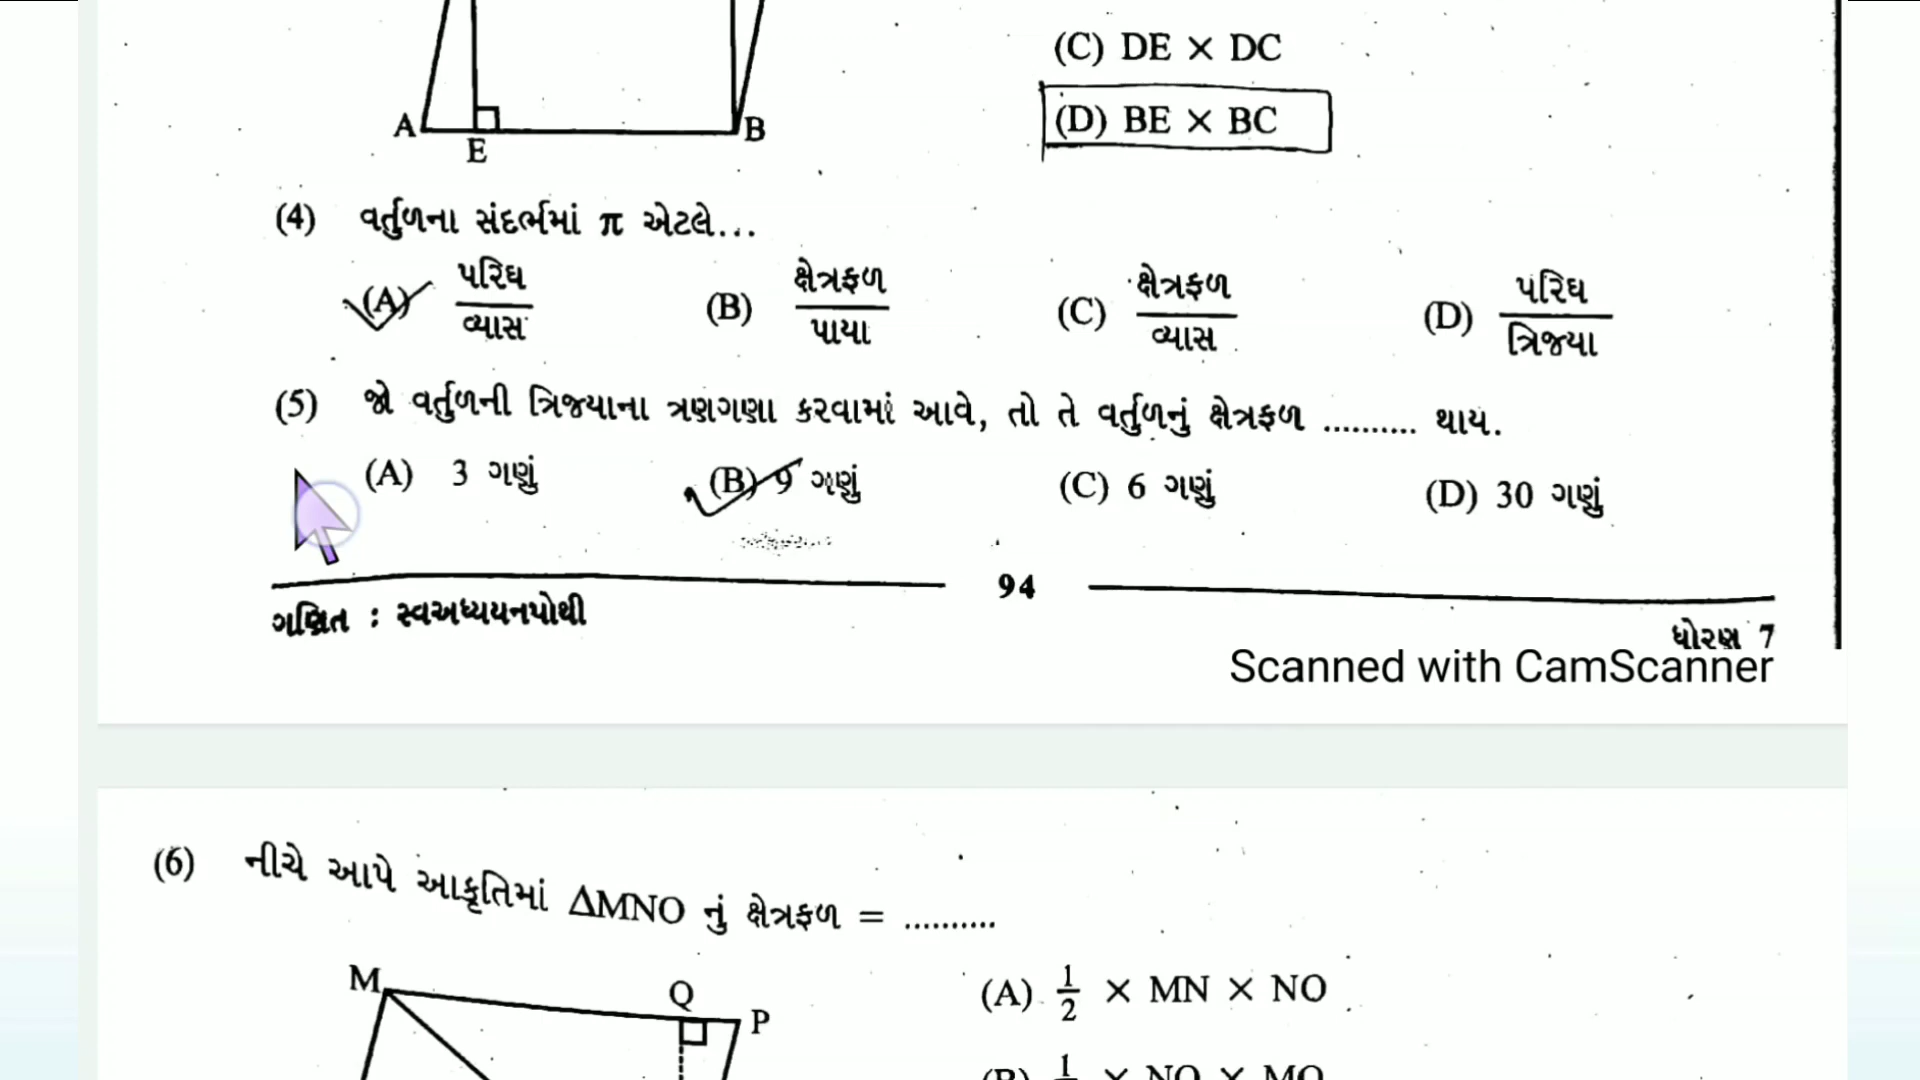 (C) DE × DC
(D) BE × BC
A
E
B
(4) વર્તુળના સંદર્ભમાં π એટલે...
(A) પરિઘ / વ્યાસ
(B) ક્ષેત્રફળ / પાયા
(C) ક્ષેત્રફળ / વ્યાસ
(D) પરિઘ / ત્રિજ્યા
(5) જો વર્તુળની ત્રિજ્યાના ત્રણગણા કરવામાં આવે, તો તે વર્તુળનું ક્ષેત્રફળ .......... થાય.
(A) 3 ગણું (B) 9 ગણું (C) 6 ગણું (D) 30 ગણું
94
ગણિત : સ્વઅધ્યયનપોથી
ધોરણ 7
Scanned with CamScanner
(6) નીચે આપે આકૃતિમાં ΔMNO નું ક્ષેત્રફળ = ..........
M
Q
P
(A) 1/2 × MN × NO